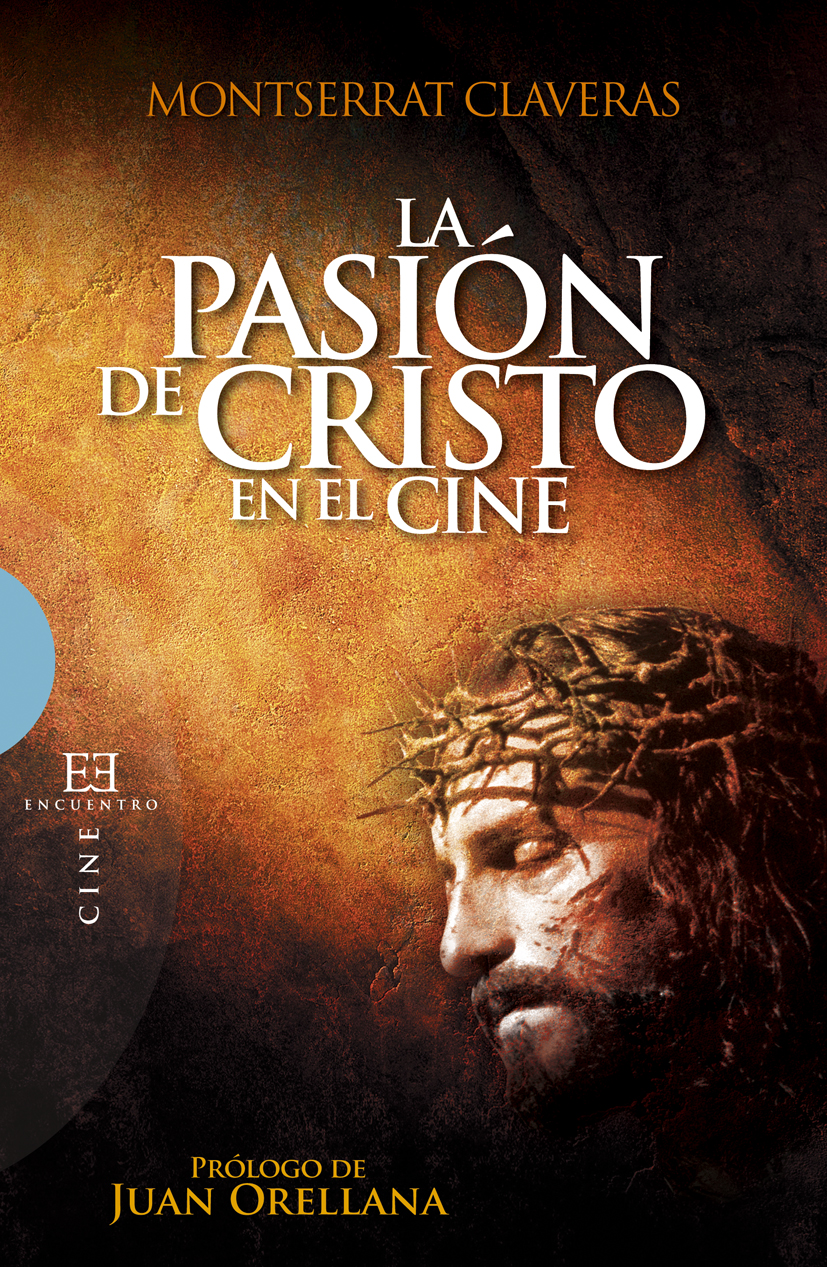 MONTSERRAT CLAVERAS
LA
PASIÓN
DE CRISTO
EN EL CINE
EE
ENCUENTRO
CINE
PRÓLOGO DE
JUAN ORELLANA